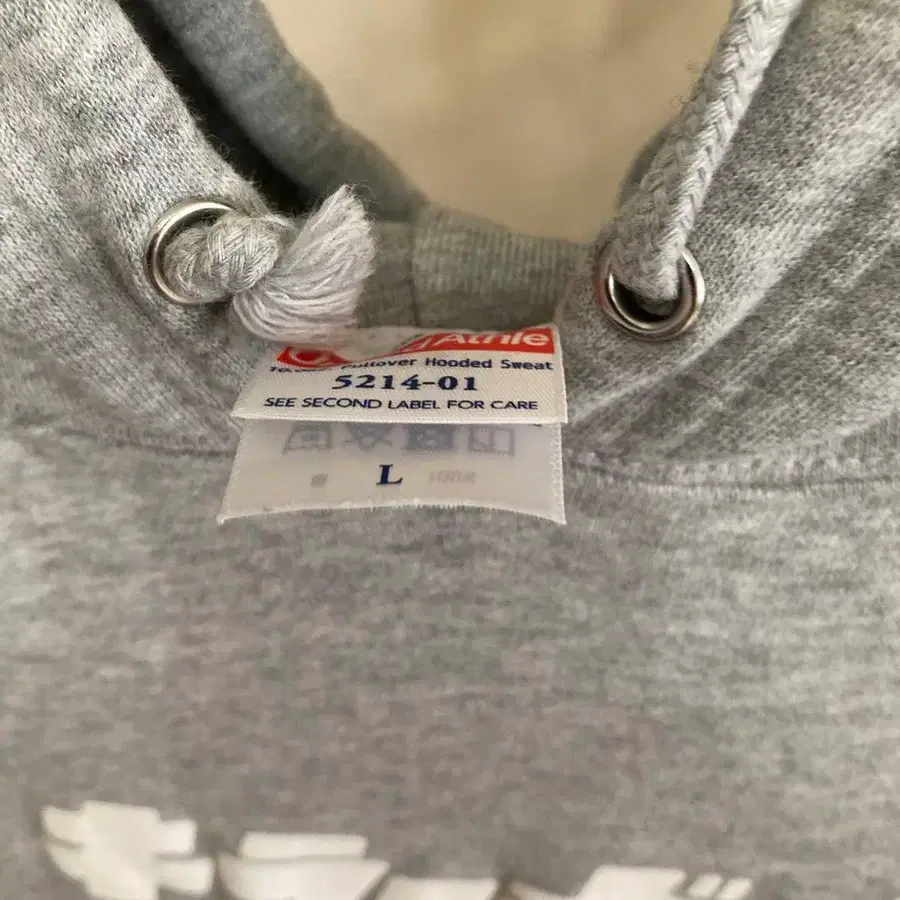 Athle
Pullover Hooded Sweat
5214-01
SEE SECOND LABEL FOR CARE
L